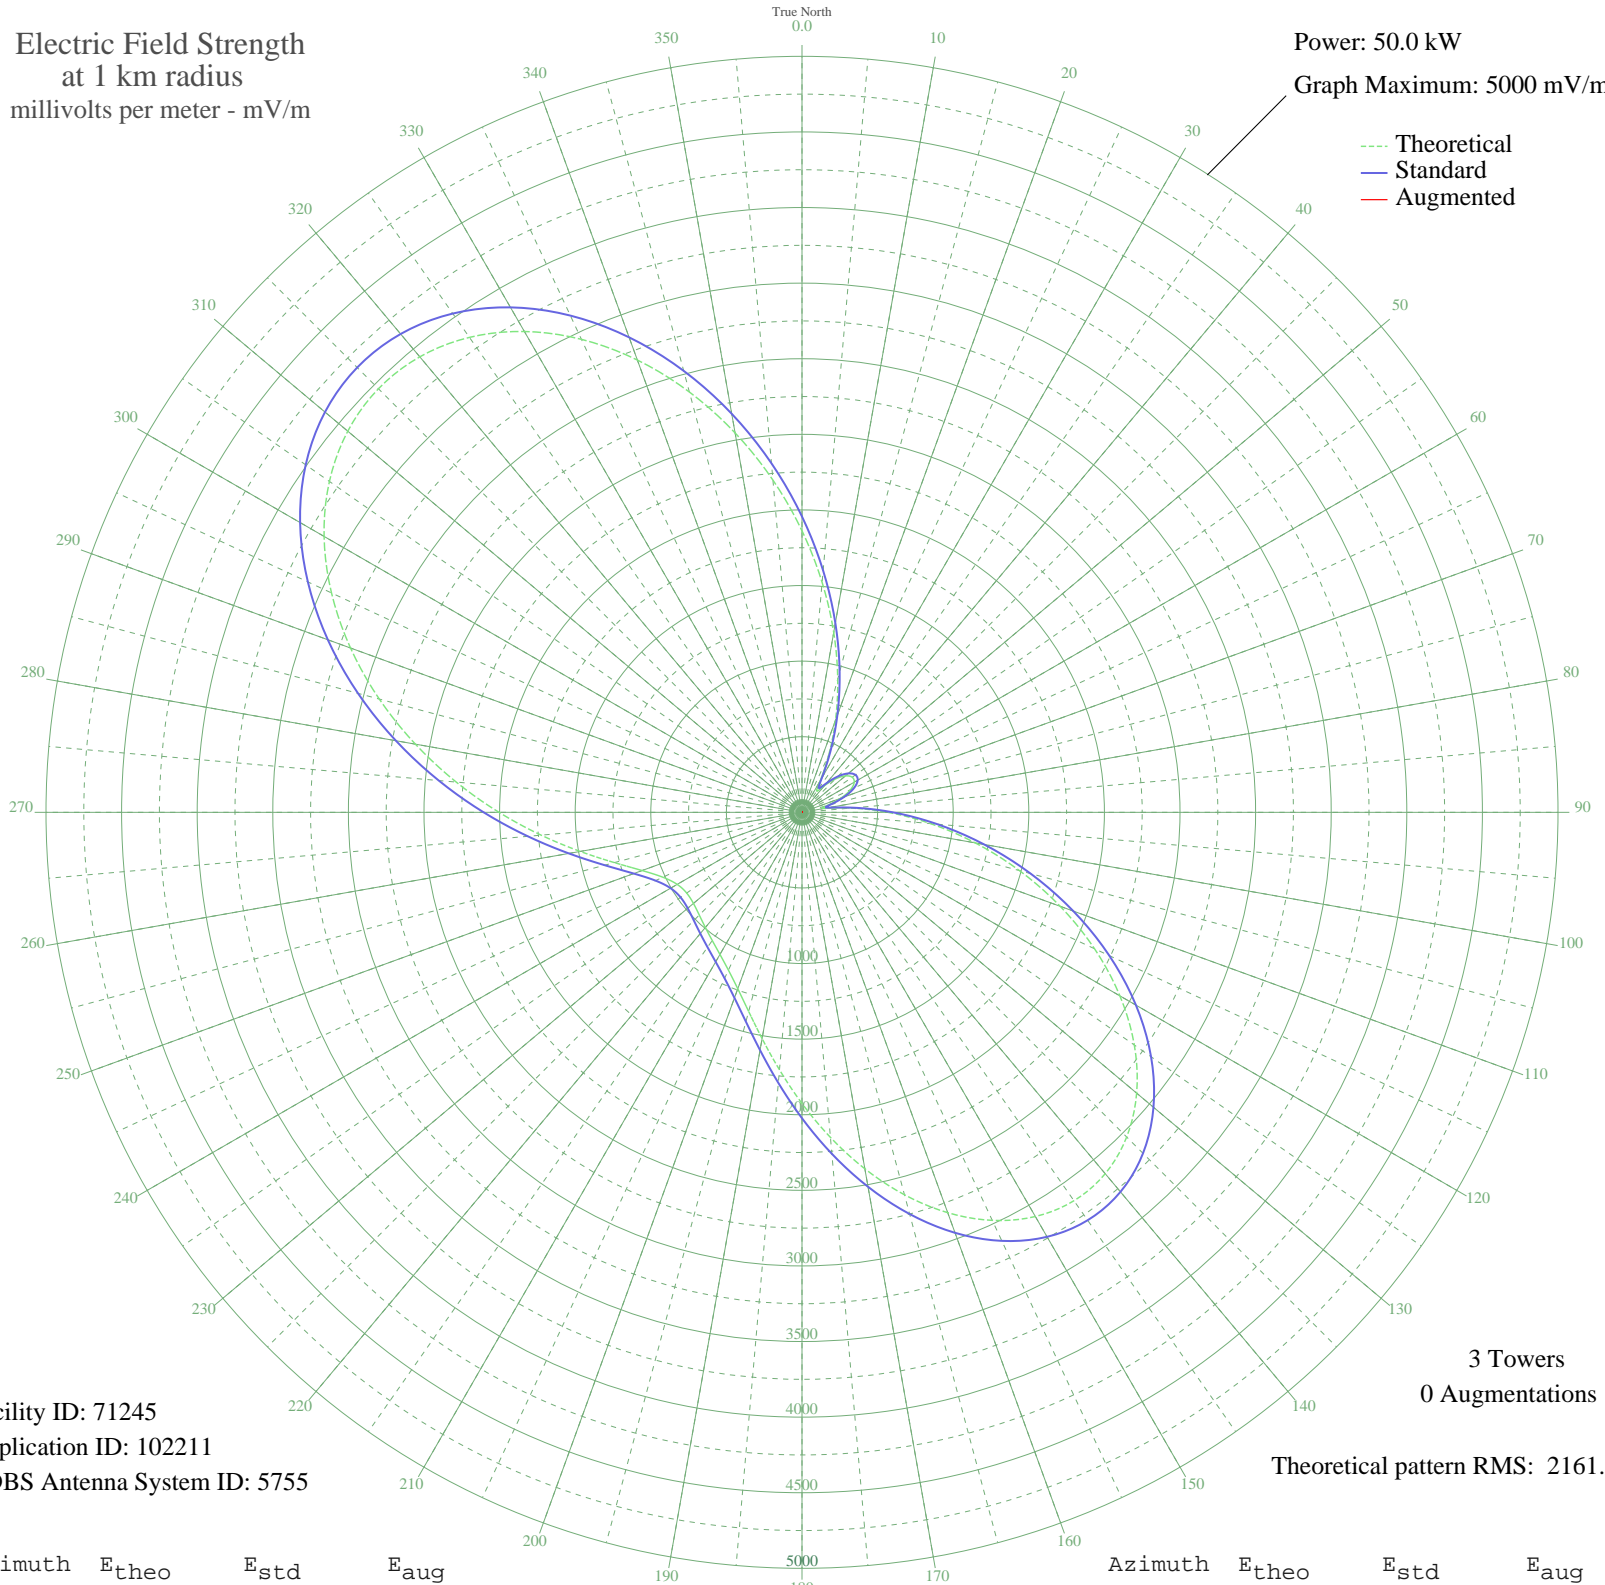 True North
0.0
Electric Field Strength
at 1 km radius
millivolts per meter - mV/m
Power: 50.0 kW
Graph Maximum: 5000 mV/m
Theoretical
Standard
Augmented
10
20
30
40
50
60
70
80
90
100
110
120
130
140
150
160
170
190
200
210
220
230
240
250
260
270
280
290
300
310
320
330
340
350
1000
1500
2000
2500
3000
3500
4000
4500
5000
3 Towers
0 Augmentations
Theoretical pattern RMS: 2161.
cility ID: 71245
plication ID: 102211
DBS Antenna System ID: 5755
imuth Etheo Estd Eaug
Azimuth Etheo Estd Eaug